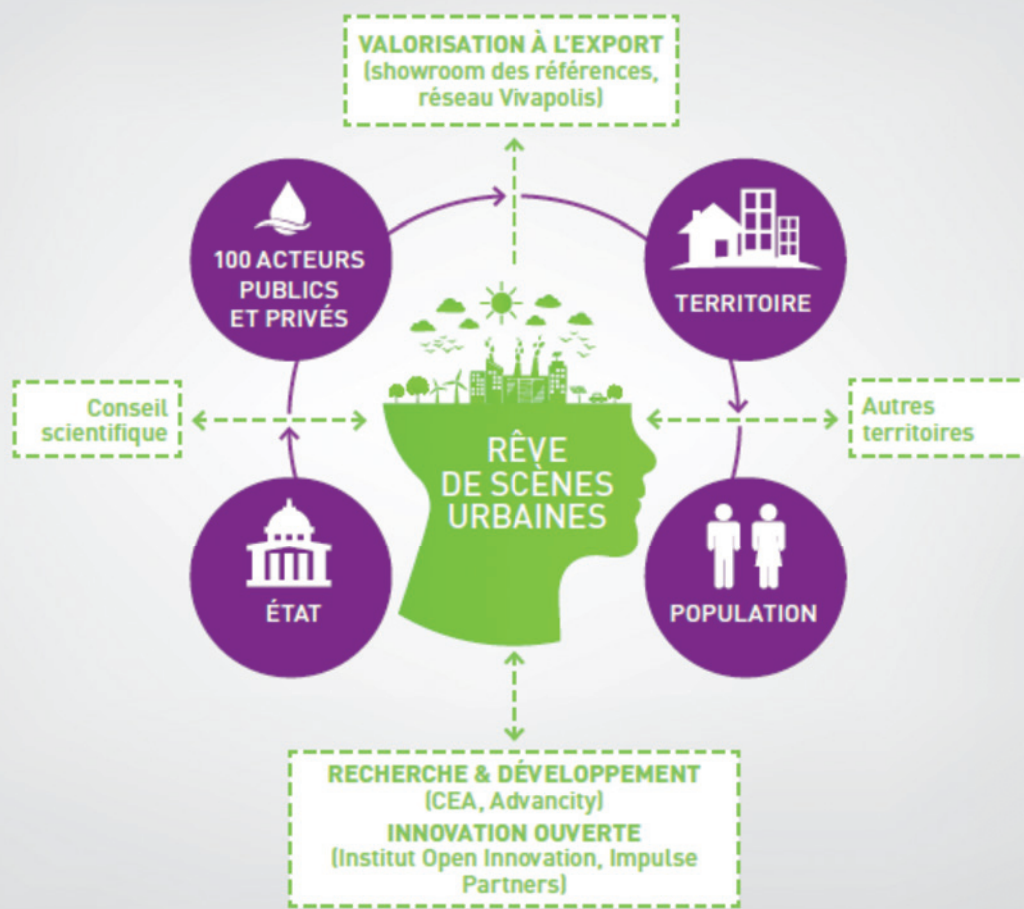 VALORISATION À L'EXPORT
(showroom des références,
réseau Vivapolis)
100 ACTEURS
PUBLICS
ET PRIVÉS
TERRITOIRE
Conseil
scientifique
RÊVE
DE SCÈNES
URBAINES
Autres
territoires
ÉTAT
POPULATION
RECHERCHE & DÉVELOPPEMENT
(CEA, Advancity)
INNOVATION OUVERTE
(Institut Open Innovation, Impulse
Partners)